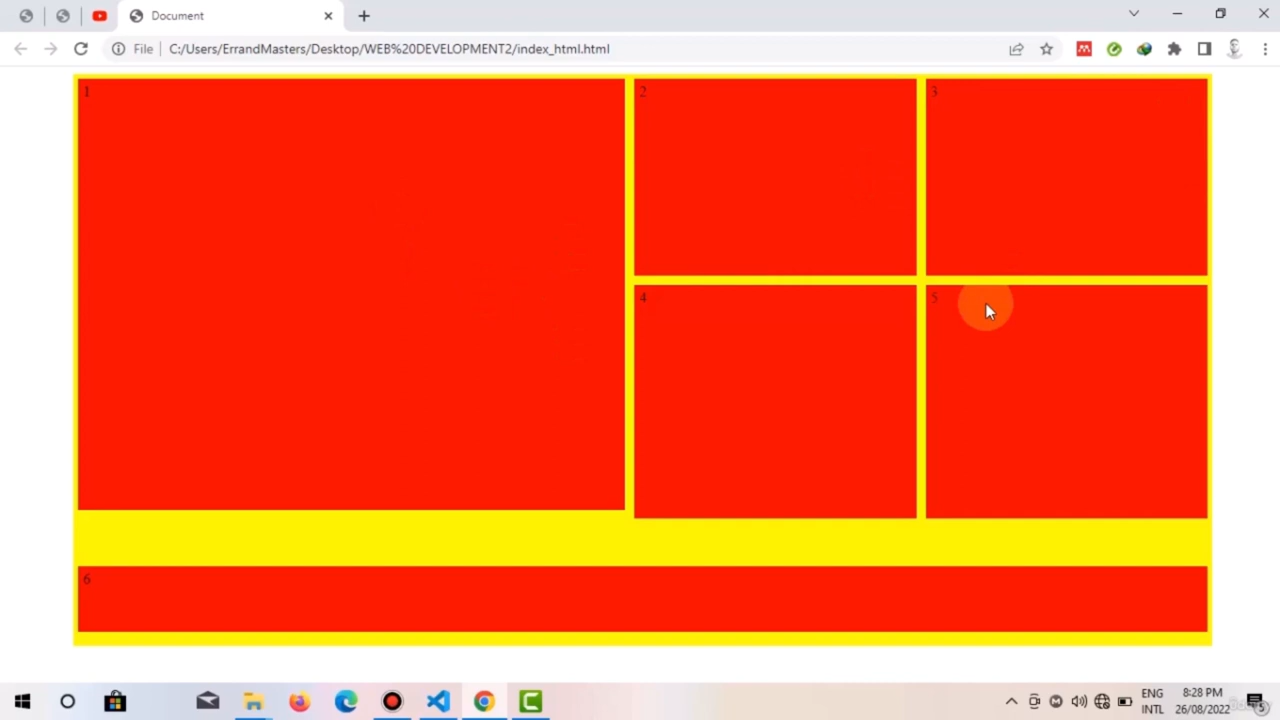 Document
File
C:/Users/ErrandMasters/Desktop/WEB%20DEVELOPMENT2/index_html.html
1
2
3
4
5
6
ENG
INTL
8:28 PM
26/08/2022
5